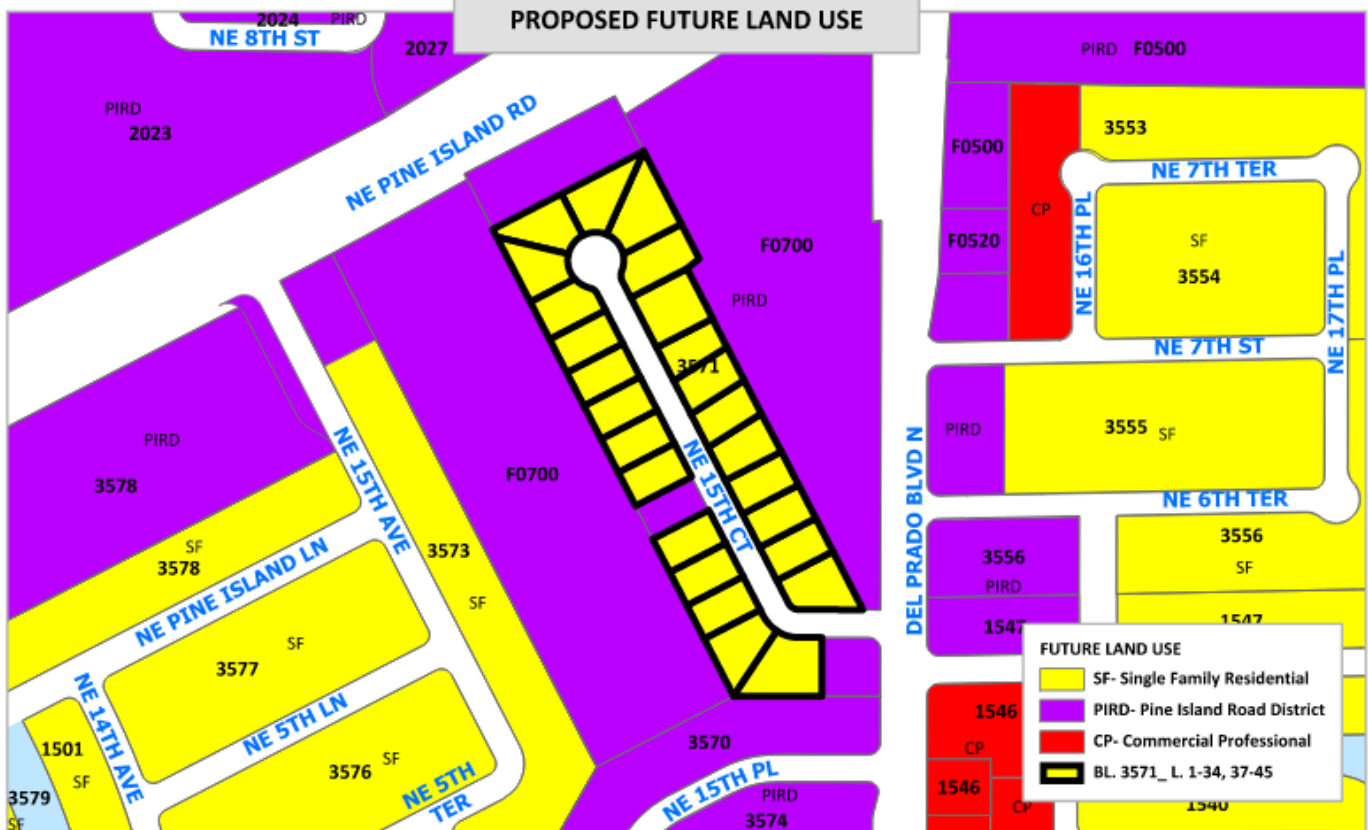 PROPOSED FUTURE LAND USE
2024 PIRD
NE 8TH ST
2027
PIRD F0500
PIRD
2023
NE PINE ISLAND RD
3553
F0500
NE 7TH TER
CP
NE 16TH PL
F0520
F0700
SF
3554
NE 17TH PL
PIRD
NE 7TH ST
3571
PIRD
3555 SF
PIRD
3578
NE 15TH AVE
F0700
NE 15TH CT
DEL PRADO BLVD N
NE 6TH TER
3556
SF
3556
PIRD
SF
3578
3573
SF
NE PINE ISLAND LN
1547
1547
SF
3577
NE 14TH AVE
NE 5TH LN
1501
SF
3576 SF
NE 5TH
TER
3579
SF
3570
NE 15TH PL
PIRD
3574
1546
CP
1546
CP
1540
FUTURE LAND USE
SF- Single Family Residential
PIRD- Pine Island Road District
CP- Commercial Professional
BL. 3571_ L. 1-34, 37-45